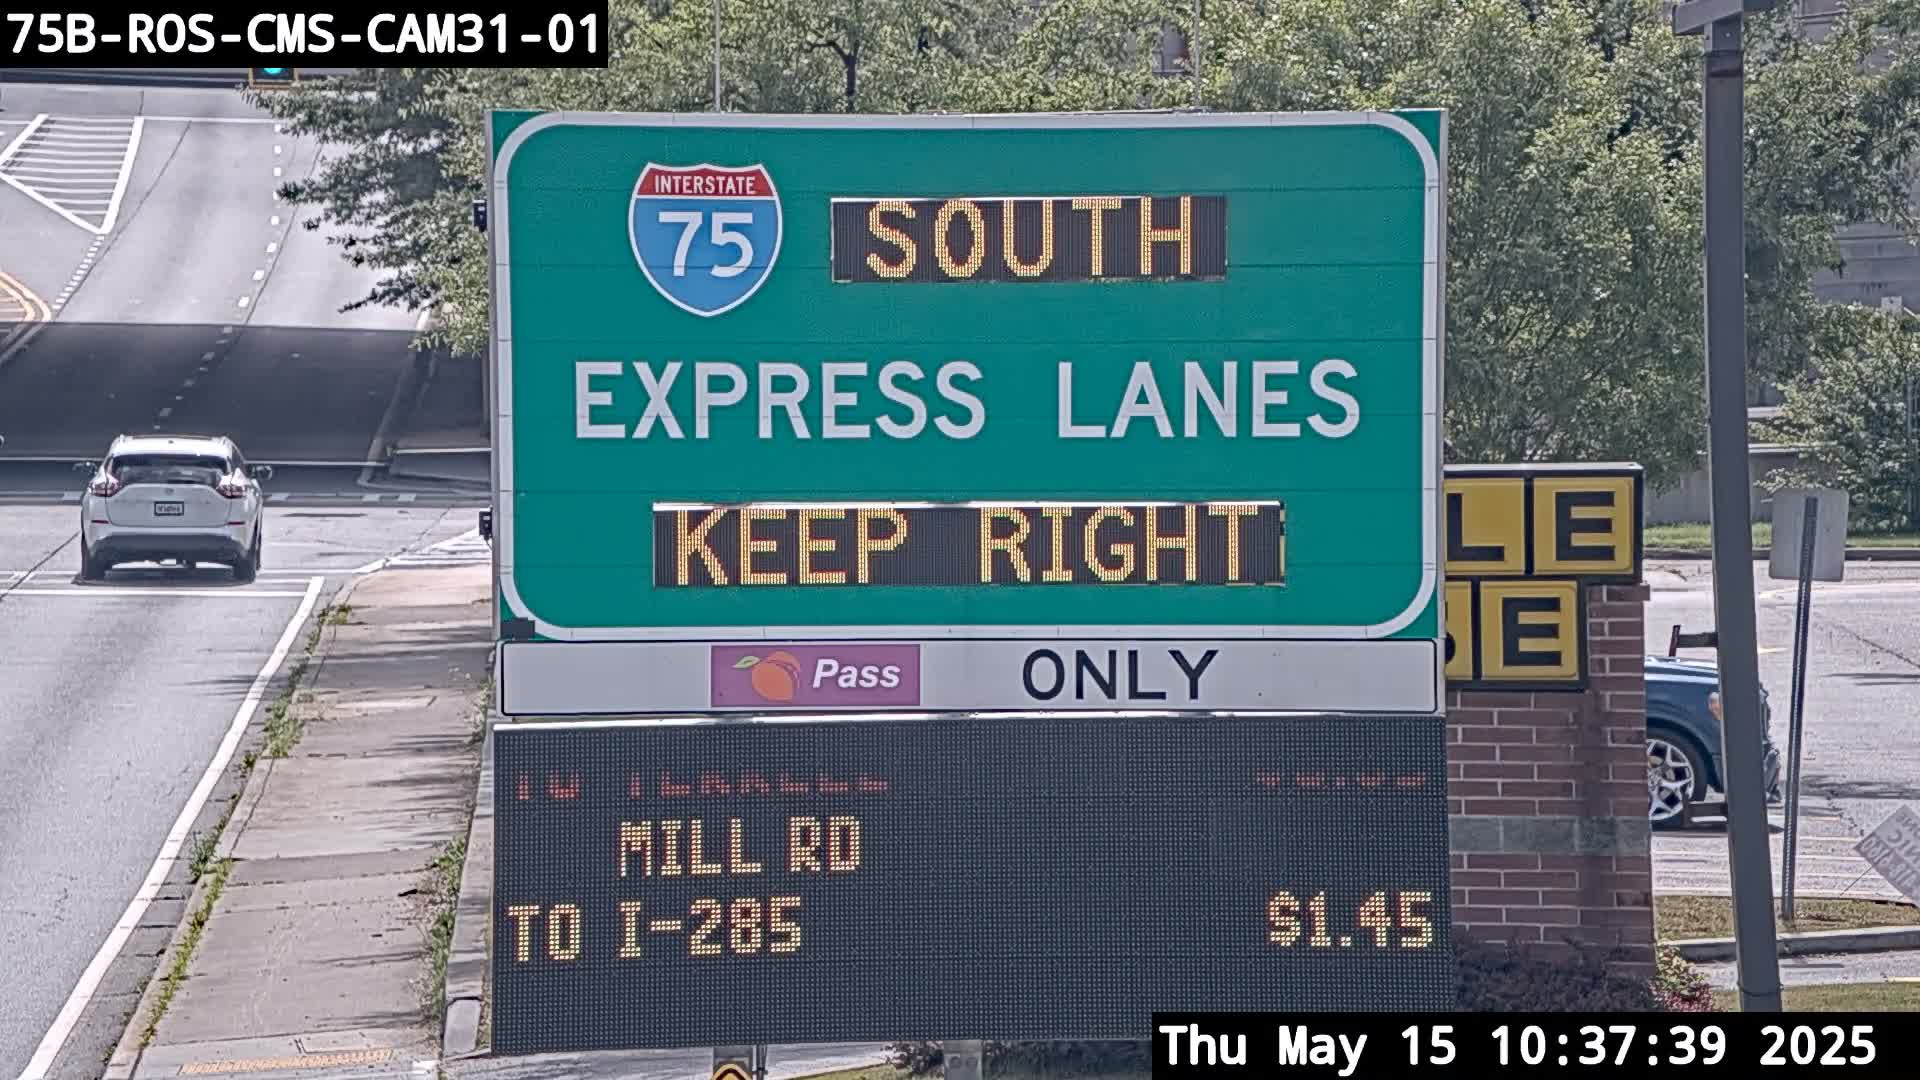 75B-ROS-CMS-CAM31-01
INTERSTATE
75
SOUTH
EXPRESS LANES
KEEP RIGHT
Pass ONLY
LE
E
MILL RD
TO I-285 $1.45
Thu May 15 10:37:39 2025